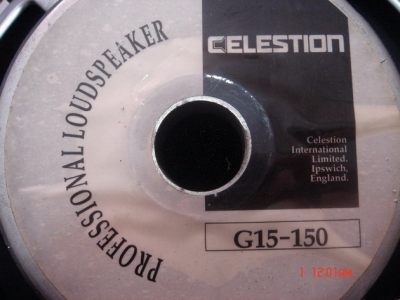 PROFESSIONAL LOUDSPEAKER
CELESTION
Celestion
International
Limited.
Ipswich,
England.
G15-150